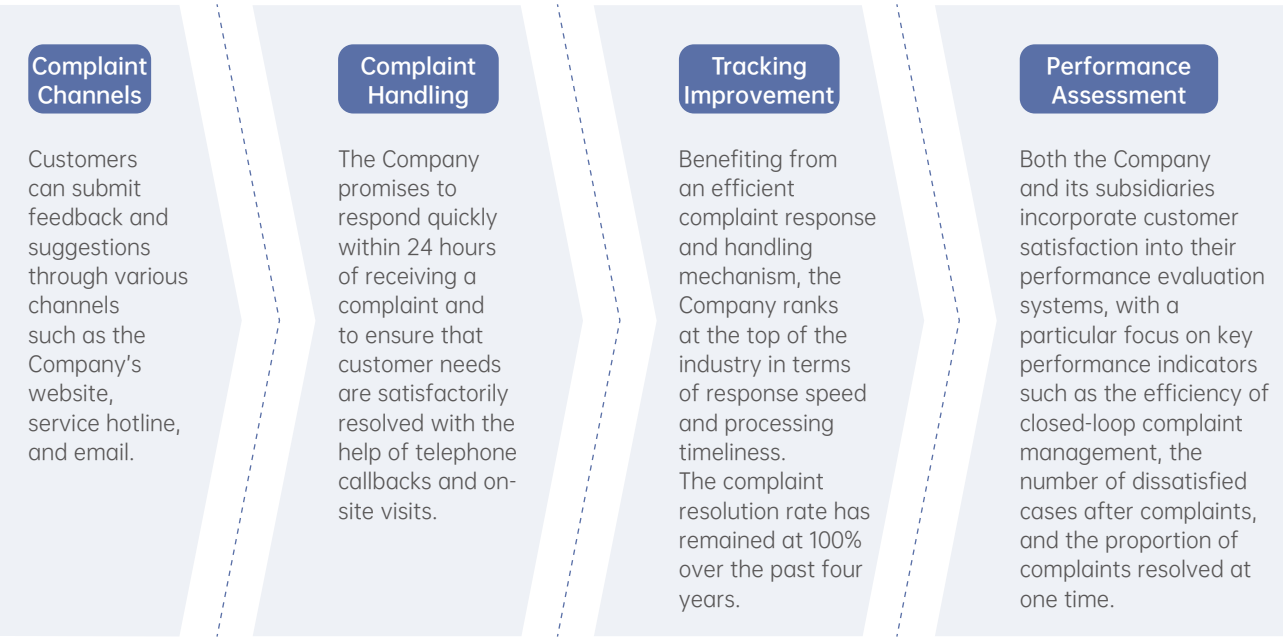 Complaint
Channels
Customers
can submit
feedback and
suggestions
through various
channels
such as the
Company's
website,
service hotline,
and email.
Complaint
Handling
The Company
promises to
respond quickly
within 24 hours
of receiving a
complaint and
to ensure that
customer needs
are satisfactorily
resolved with the
help of telephone
callbacks and on-
site visits.
Tracking
Improvement
Benefiting from
an efficient
complaint response
and handling
mechanism, the
Company ranks
at the top of the
industry in terms
of response speed
and processing
timeliness.
The complaint
resolution rate has
remained at 100%
over the past four
years.
Performance
Assessment
Both the Company
and its subsidiaries
incorporate customer
satisfaction into their
performance evaluation
systems, with a
particular focus on key
performance indicators
such as the efficiency of
closed-loop complaint
management, the
number of dissatisfied
cases after complaints,
and the proportion of
complaints resolved at
one time.